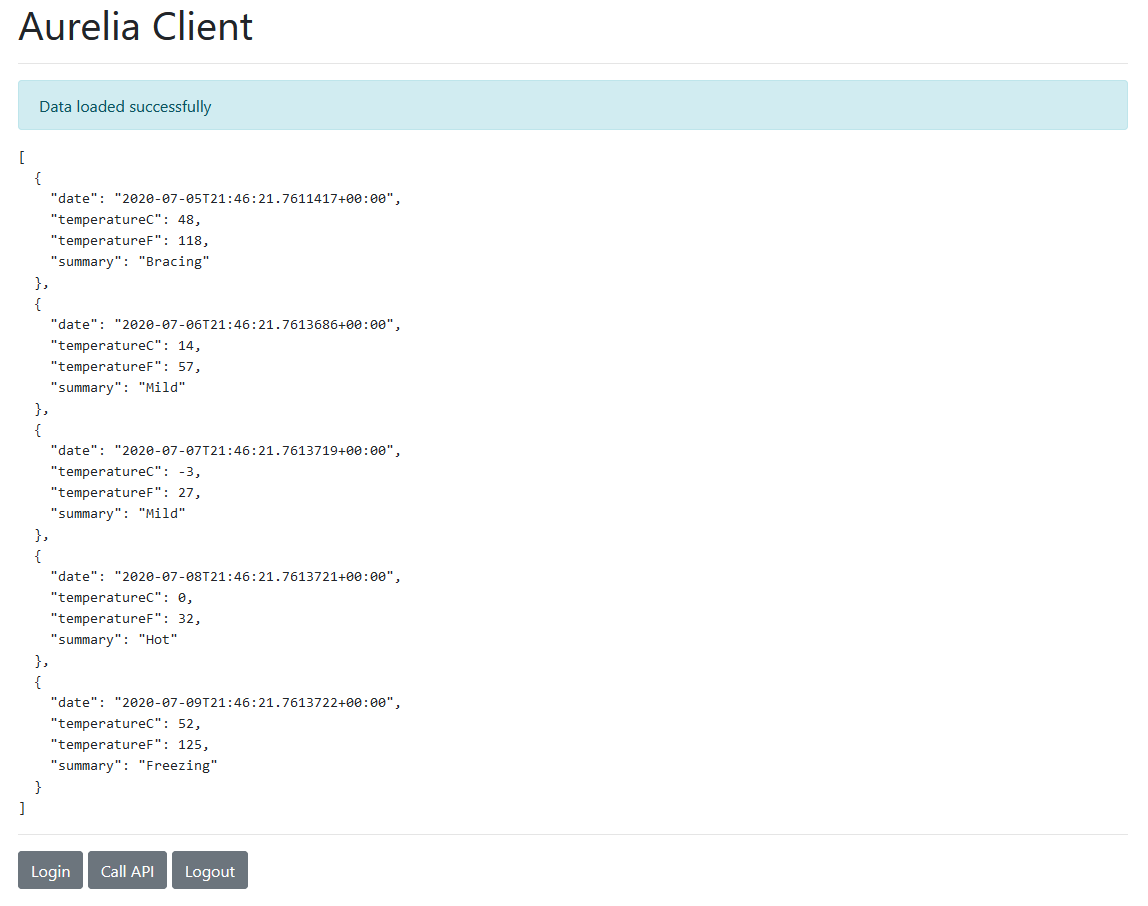 Aurelia Client
Data loaded successfully
[
  {
    "date": "2020-07-05T21:46:21.7611417+00:00",
    "temperatureC": 48,
    "temperatureF": 118,
    "summary": "Bracing"
  },
  {
    "date": "2020-07-06T21:46:21.7613686+00:00",
    "temperatureC": 14,
    "temperatureF": 57,
    "summary": "Mild"
  },
  {
    "date": "2020-07-07T21:46:21.7613719+00:00",
    "temperatureC": -3,
    "temperatureF": 27,
    "summary": "Mild"
  },
  {
    "date": "2020-07-08T21:46:21.7613721+00:00",
    "temperatureC": 0,
    "temperatureF": 32,
    "summary": "Hot"
  },
  {
    "date": "2020-07-09T21:46:21.7613722+00:00",
    "temperatureC": 52,
    "temperatureF": 125,
    "summary": "Freezing"
  }
]
Login Call API Logout